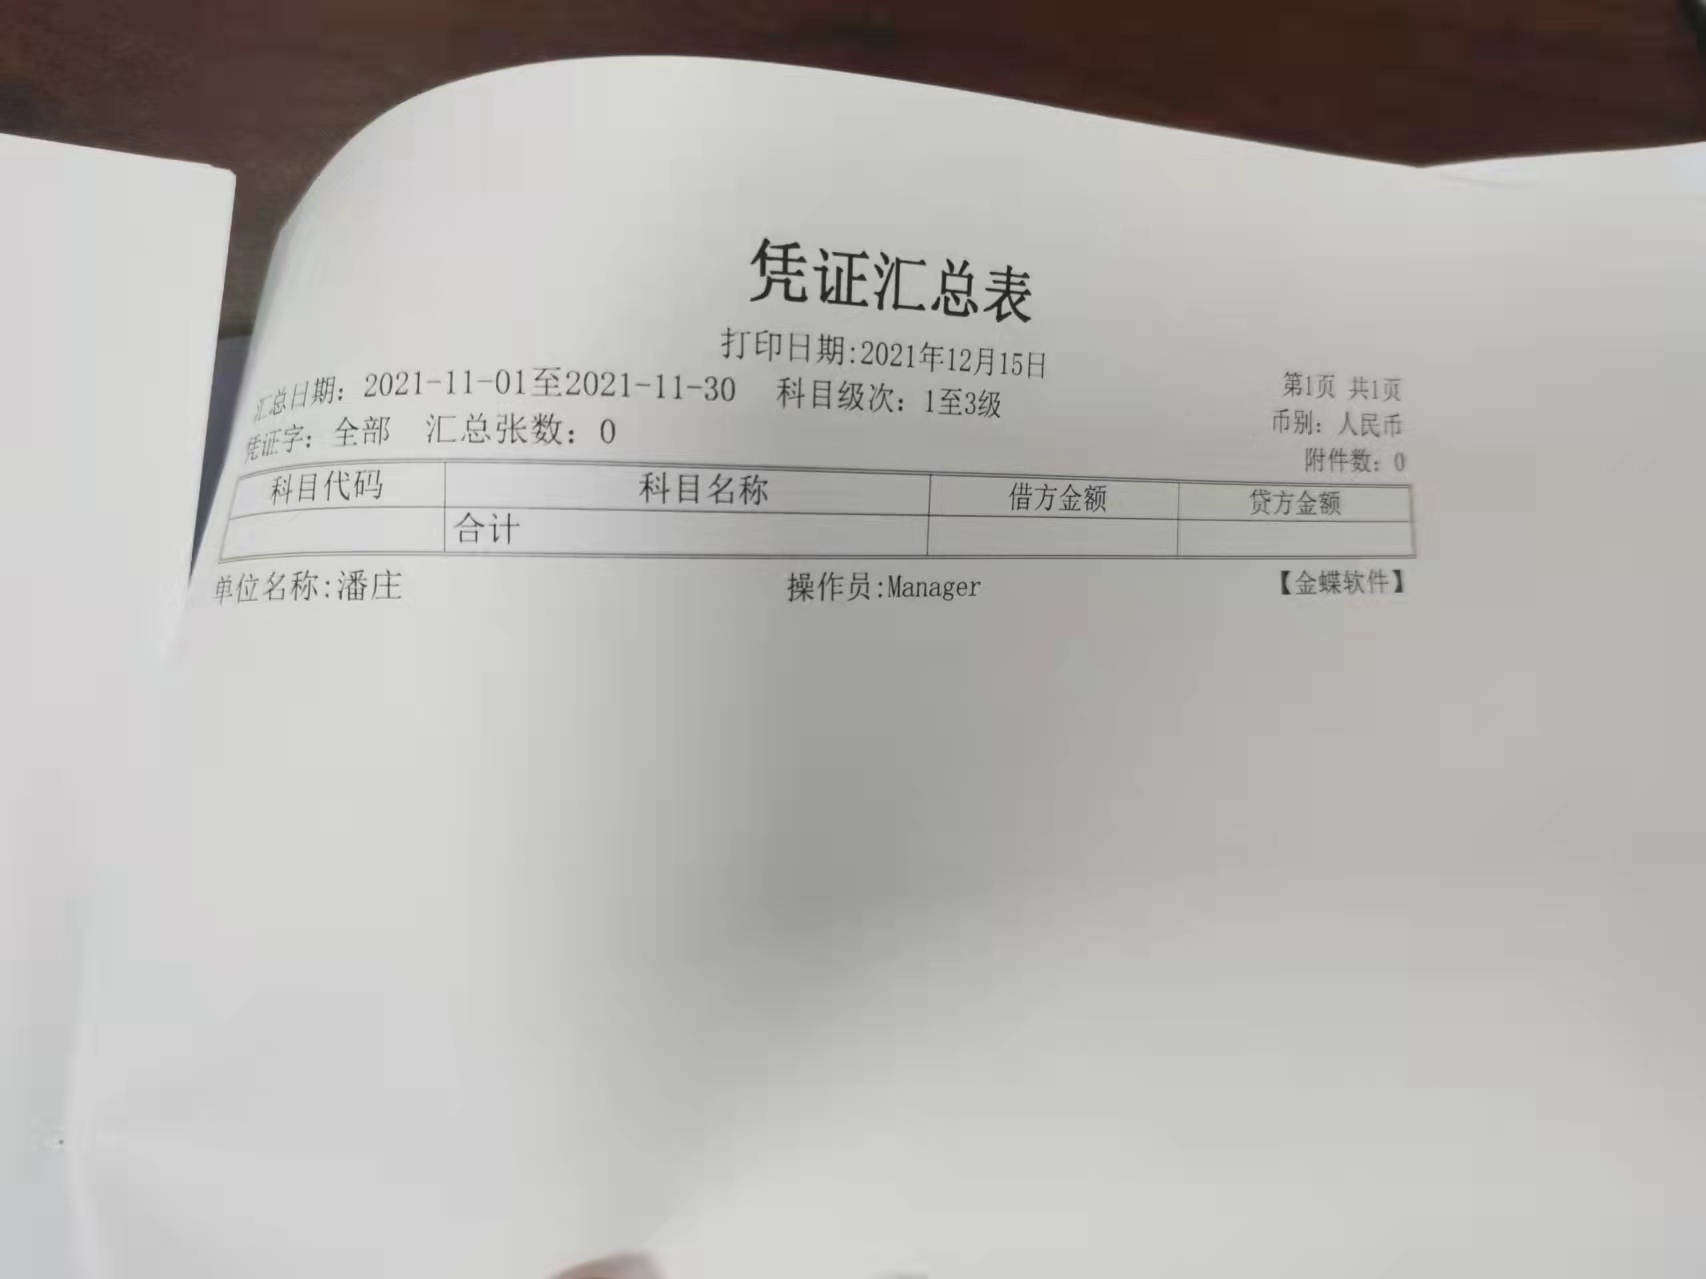 凭证汇总表
打印日期:2021年12月15日
汇总日期：2021-11-01至2021-11-30 科目级次：1至3级 第1页 共1页
凭证字：全部 汇总张数：0 币别：人民币
附件数：0
科目代码 科目名称 借方金额 贷方金额
合计
单位名称:潘庄 操作员:Manager 【金蝶软件】